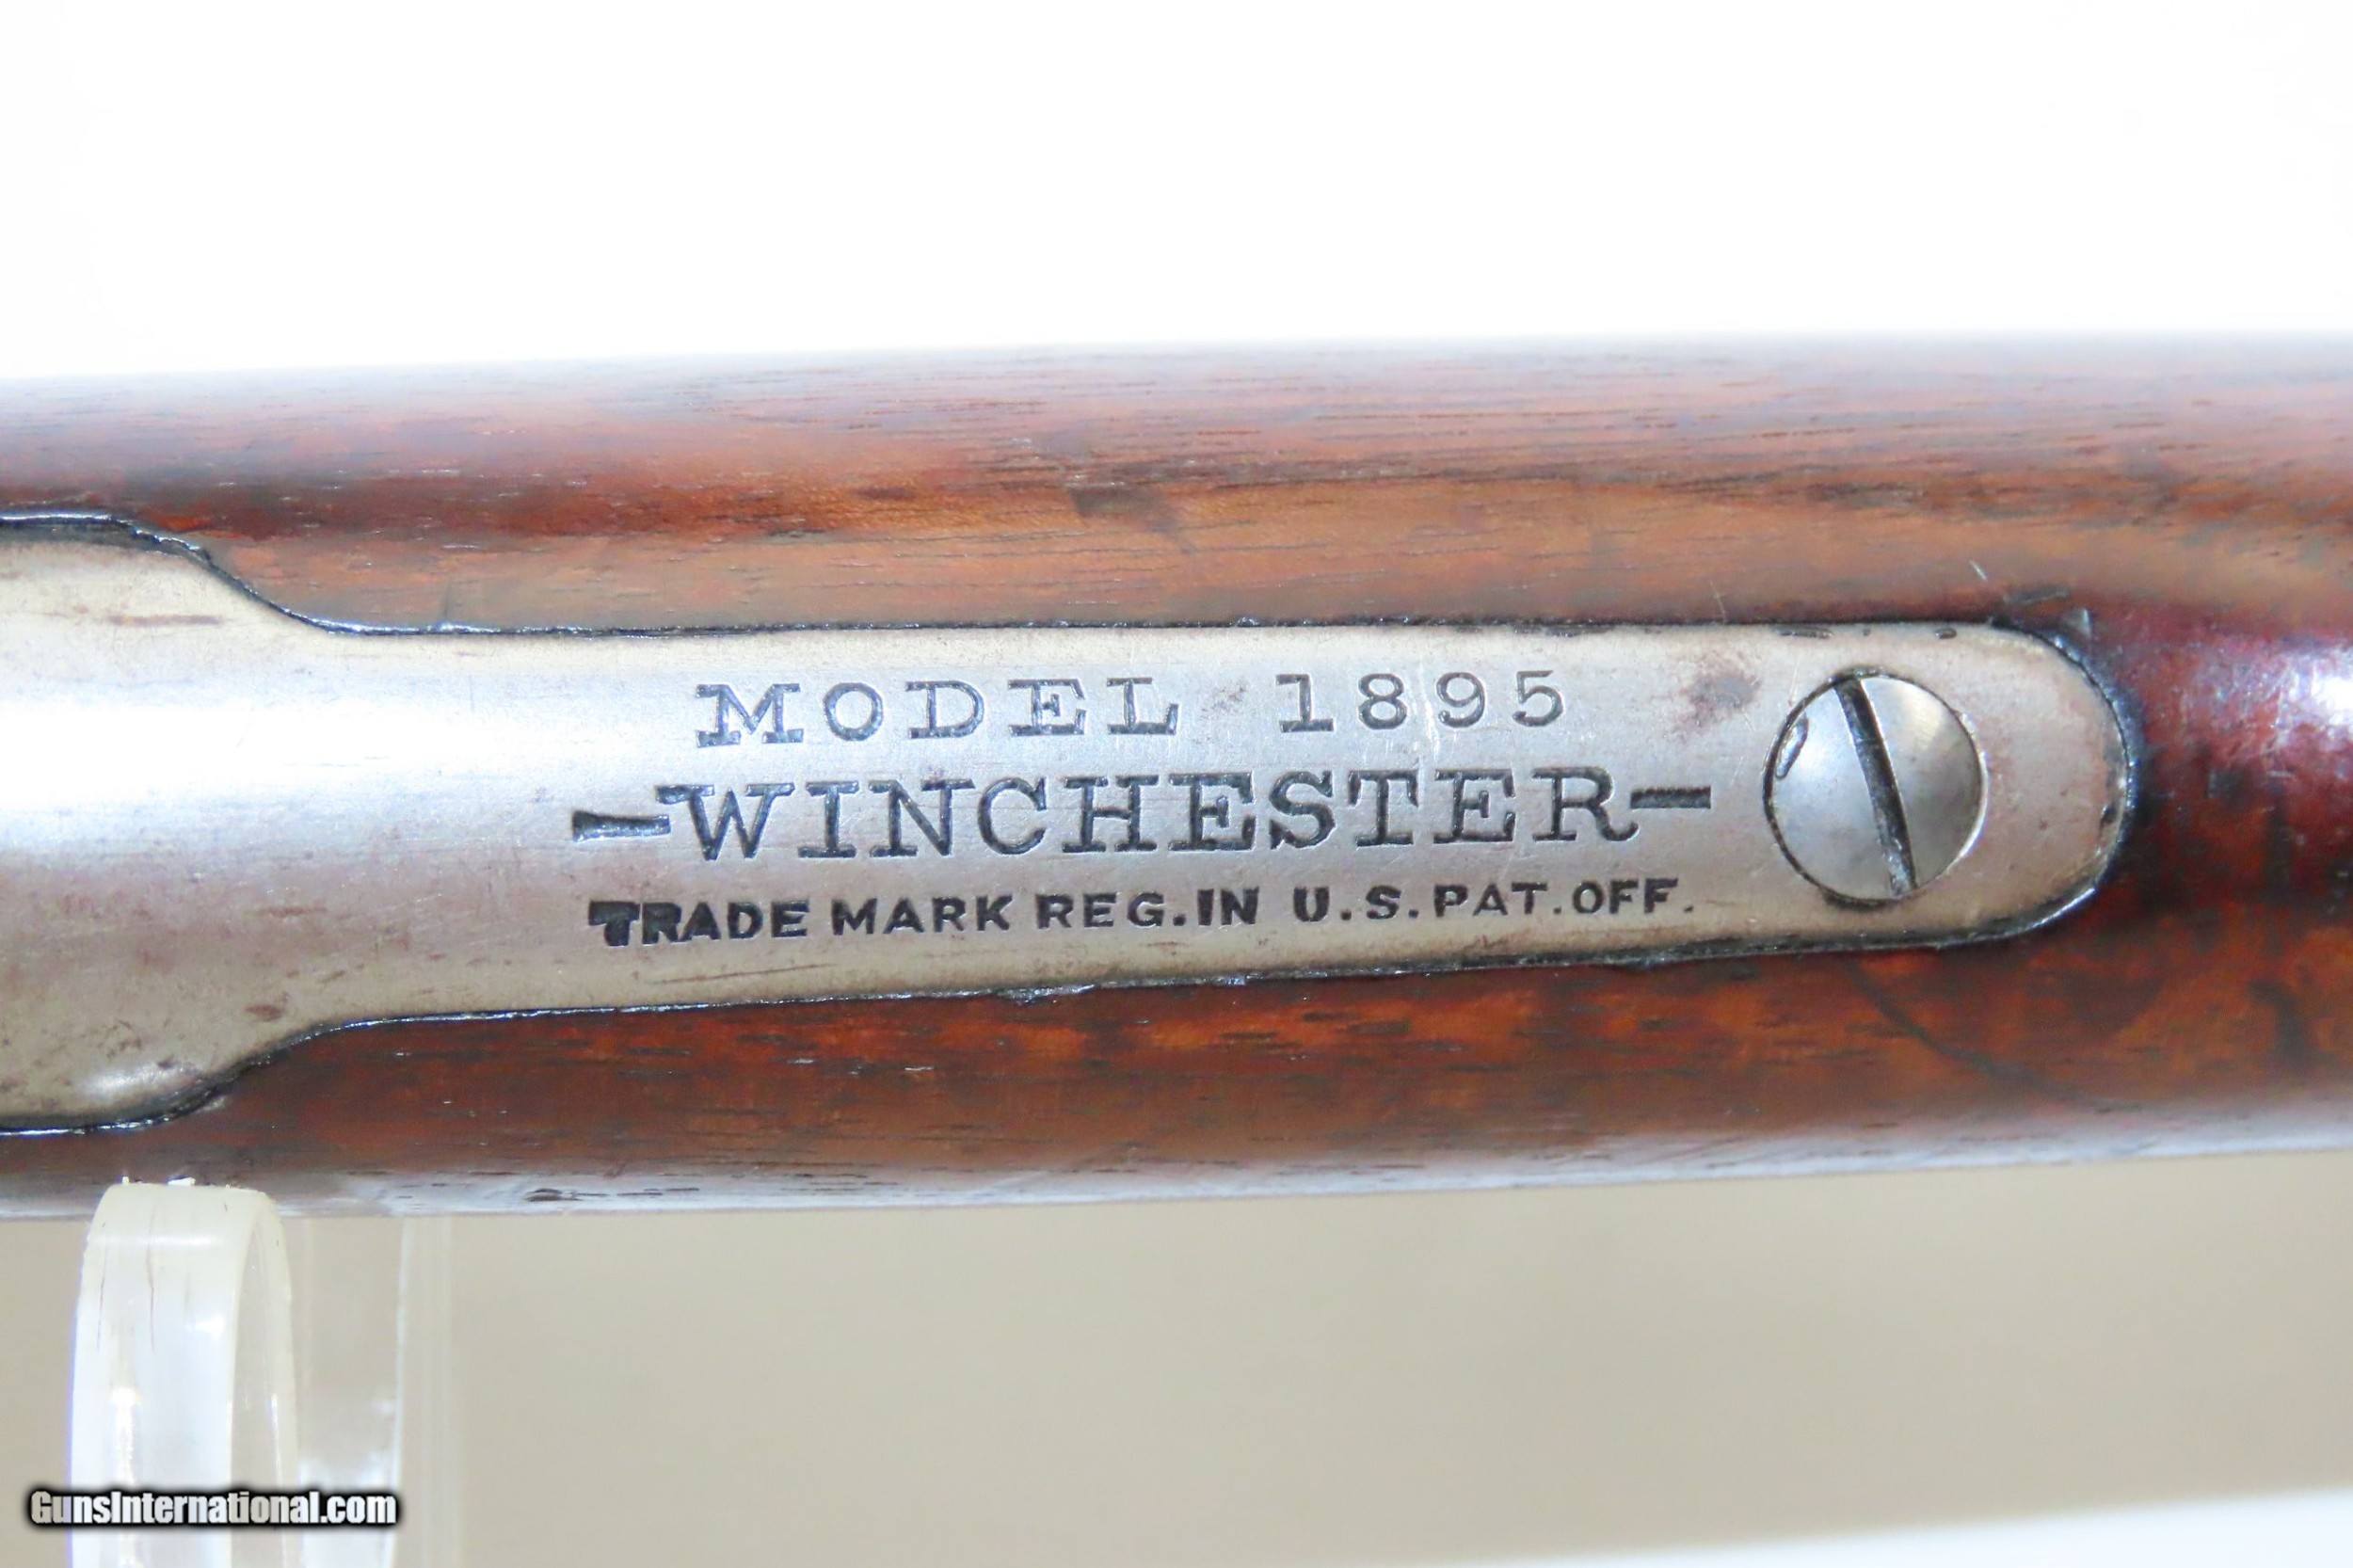 MODEL 1895
-WINCHESTER-
TRADE MARK REG. IN U.S. PAT. OFF.
GunsInternational.com